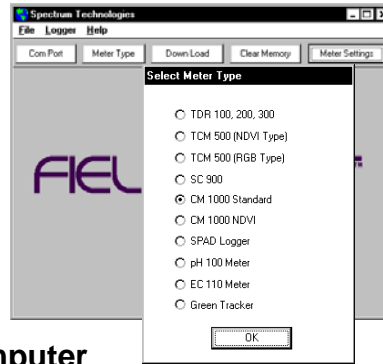 Spectrum Technologies
File Logger Help
Com Port Meter Type Down Load Clear Memory Meter Settings
Select Meter Type
TDR 100, 200, 300
TCM 500 (NDVI Type)
TCM 500 (RGB Type)
SC 900
CM 1000 Standard
CM 1000 NDVI
SPAD Logger
pH 100 Meter
EC 110 Meter
Green Tracker
OK
FIEL
nputer